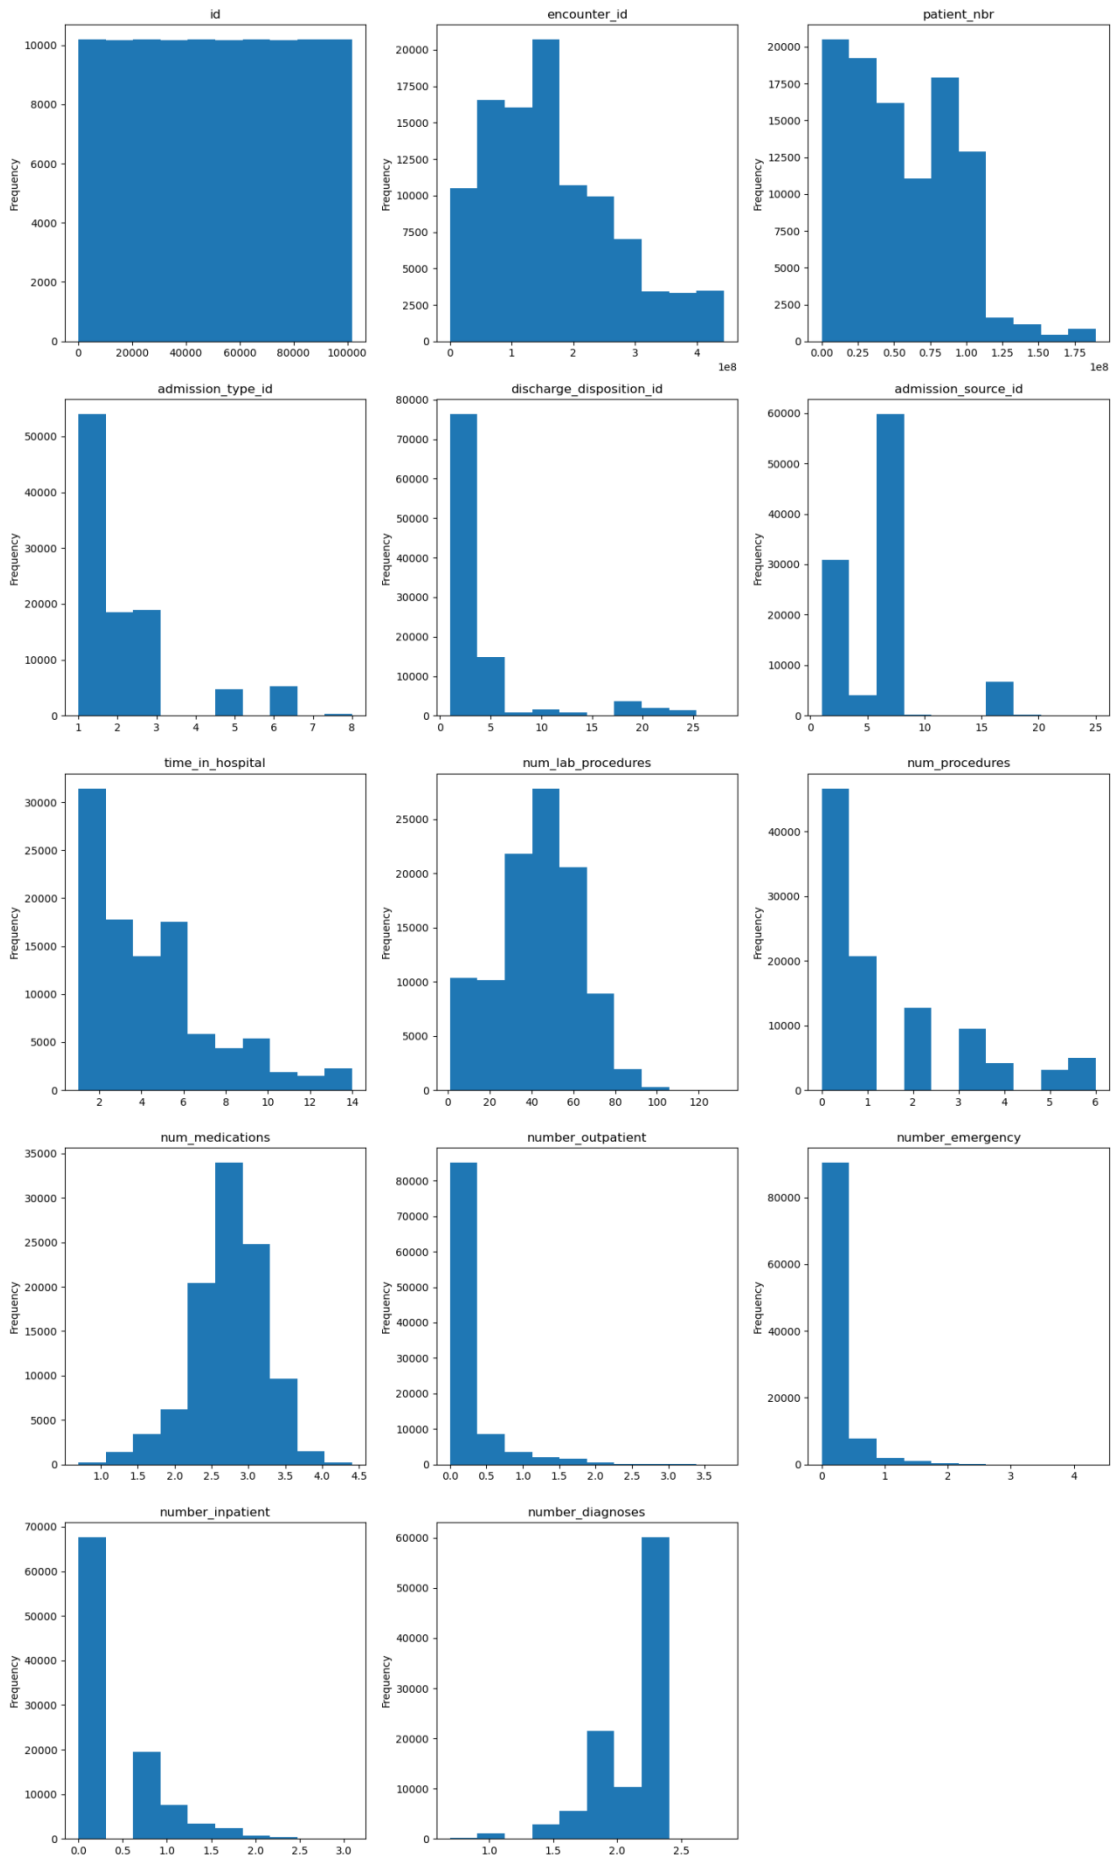 id
encounter_id
patient_nbr
Frequency
10000
8000
6000
4000
2000
0
0 20000 40000 60000 80000 100000
Frequency
20000
17500
15000
12500
10000
7500
5000
2500
0
0 1 2 3 4
1e8
Frequency
20000
17500
15000
12500
10000
7500
5000
2500
0
0.00 0.25 0.50 0.75 1.00 1.25 1.50 1.75
1e8
admission_type_id
discharge_disposition_id
admission_source_id
Frequency
50000
40000
30000
20000
10000
0
1 2 3 4 5 6 7 8
Frequency
80000
70000
60000
50000
40000
30000
20000
10000
0
0 5 10 15 20 25
Frequency
60000
50000
40000
30000
20000
10000
0
0 5 10 15 20 25
time_in_hospital
num_lab_procedures
num_procedures
Frequency
30000
25000
20000
15000
10000
5000
0
2 4 6 8 10 12 14
Frequency
25000
20000
15000
10000
5000
0
0 20 40 60 80 100 120
Frequency
40000
30000
20000
10000
0
0 1 2 3 4 5 6
num_medications
number_outpatient
number_emergency
Frequency
35000
30000
25000
20000
15000
10000
5000
0
1.0 1.5 2.0 2.5 3.0 3.5 4.0 4.5
Frequency
80000
70000
60000
50000
40000
30000
20000
10000
0
0.0 0.5 1.0 1.5 2.0 2.5 3.0 3.5
Frequency
80000
60000
40000
20000
0
0 1 2 3 4
number_inpatient
number_diagnoses
Frequency
70000
60000
50000
40000
30000
20000
10000
0
0.0 0.5 1.0 1.5 2.0 2.5 3.0
Frequency
60000
50000
40000
30000
20000
10000
0
1.0 1.5 2.0 2.5